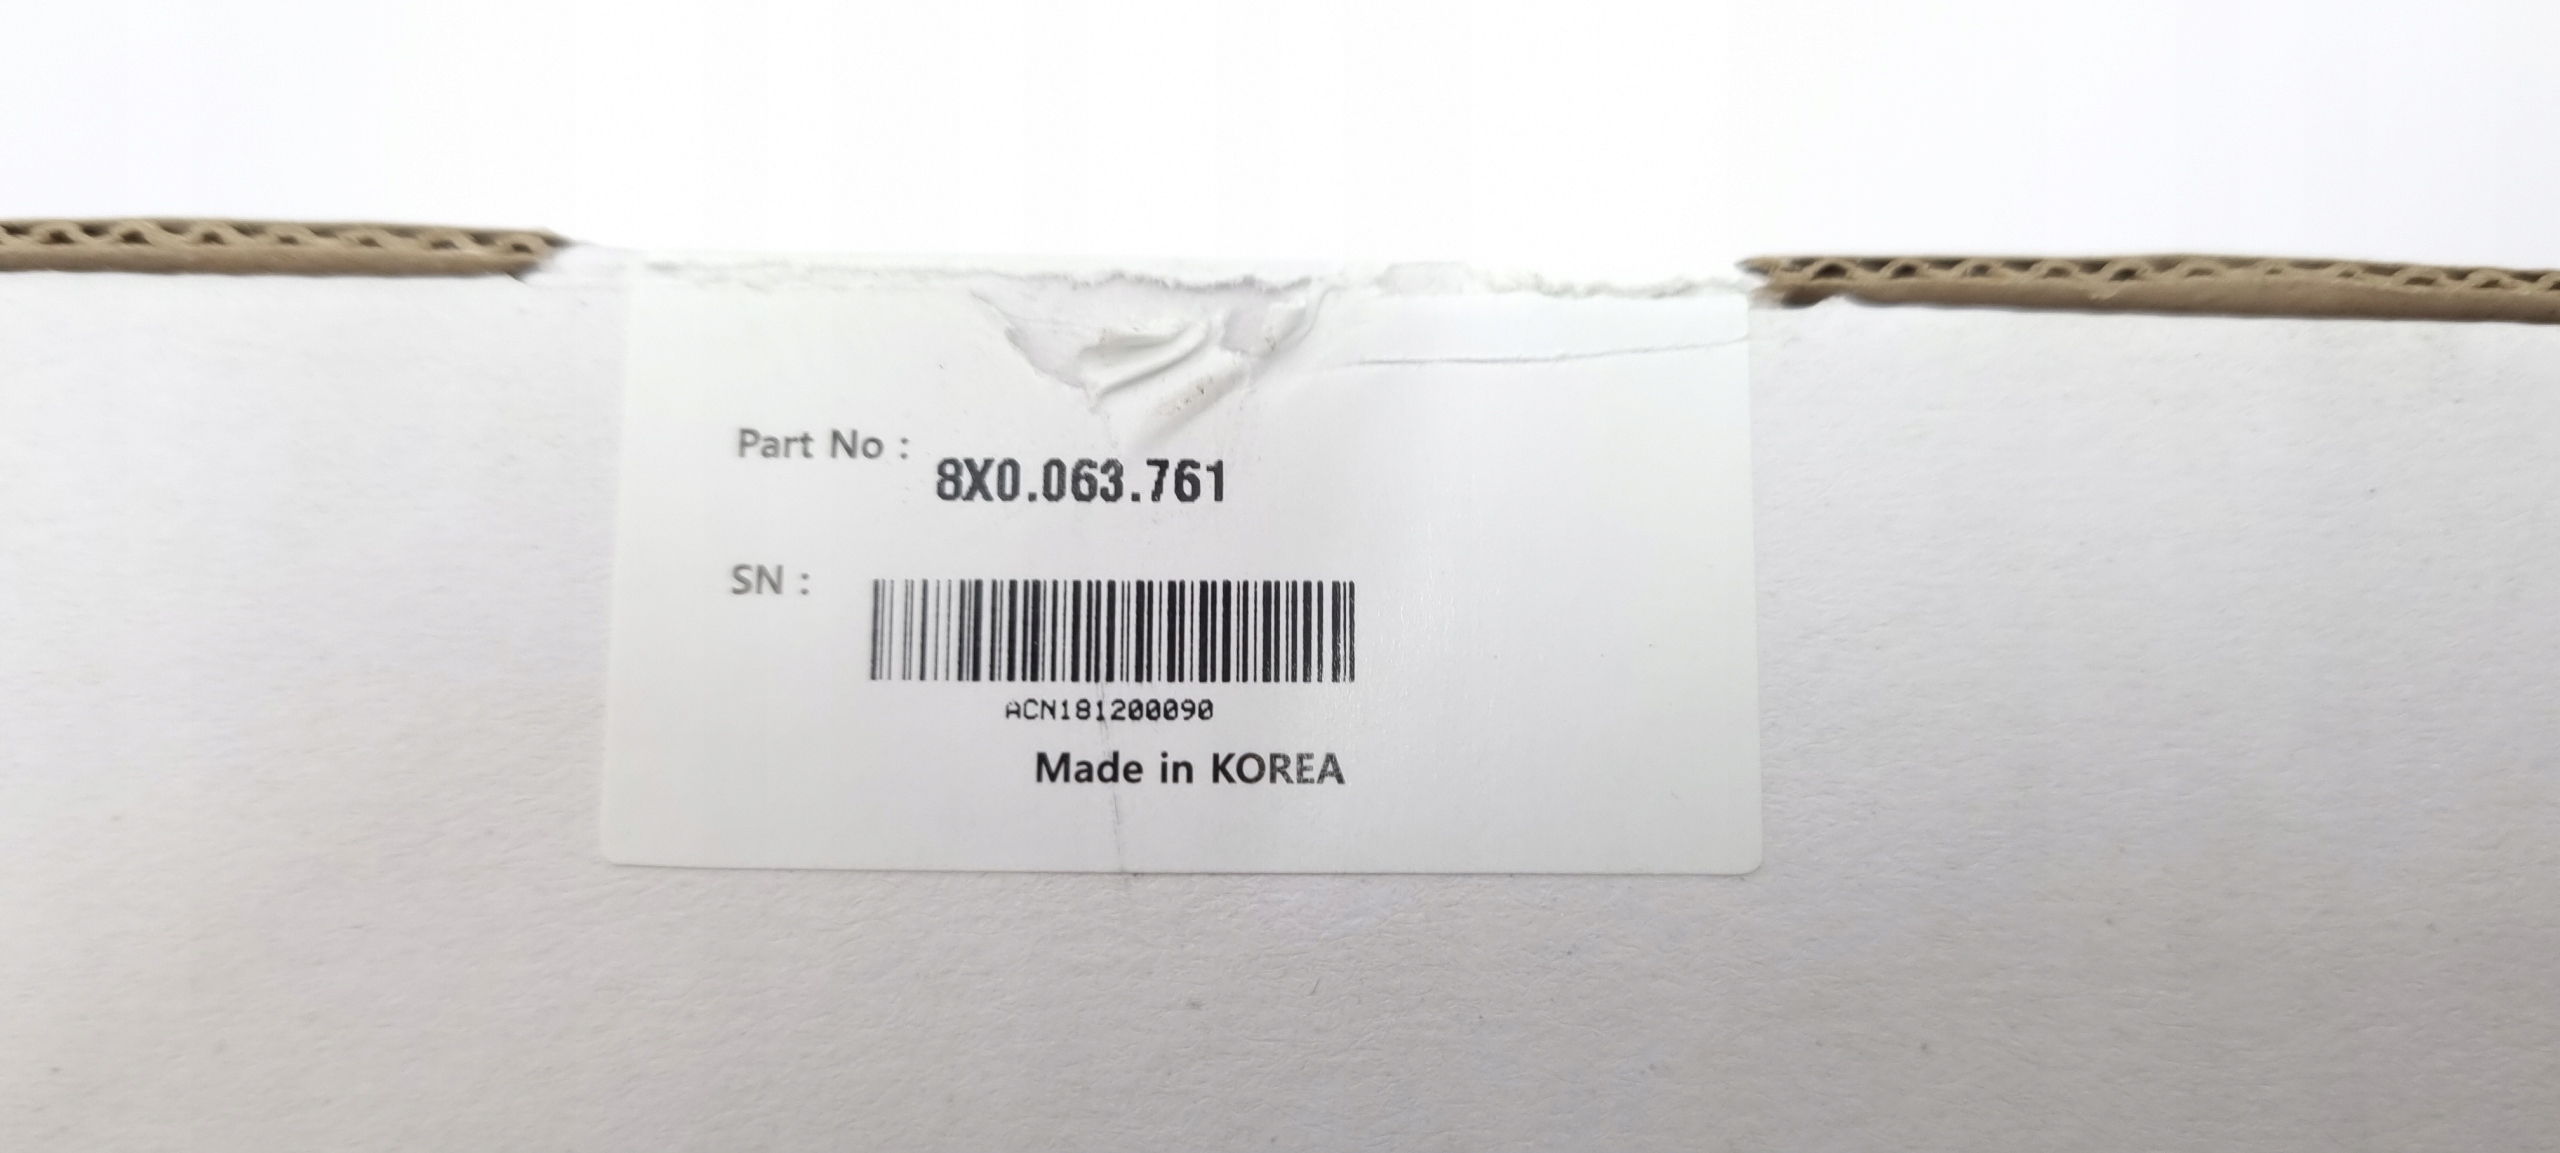 Part No : 8X0.063.761
SN :
ACN181200090
Made in KOREA